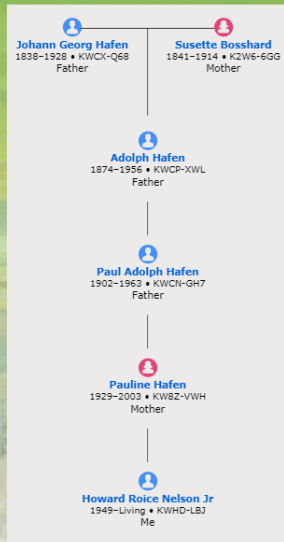 Johann Georg Hafen Susette Bosshard
1838–1928 • KWCX-Q68 1841–1914 • K2W6-6GG
Father Mother
Adolph Hafen
1874–1956 • KWCP-XWL
Father
Paul Adolph Hafen
1902–1963 • KWCN-GH7
Father
Pauline Hafen
1929–2003 • KW8Z-VWH
Mother
Howard Roice Nelson Jr
1949–Living • KWHD-LBJ
Me